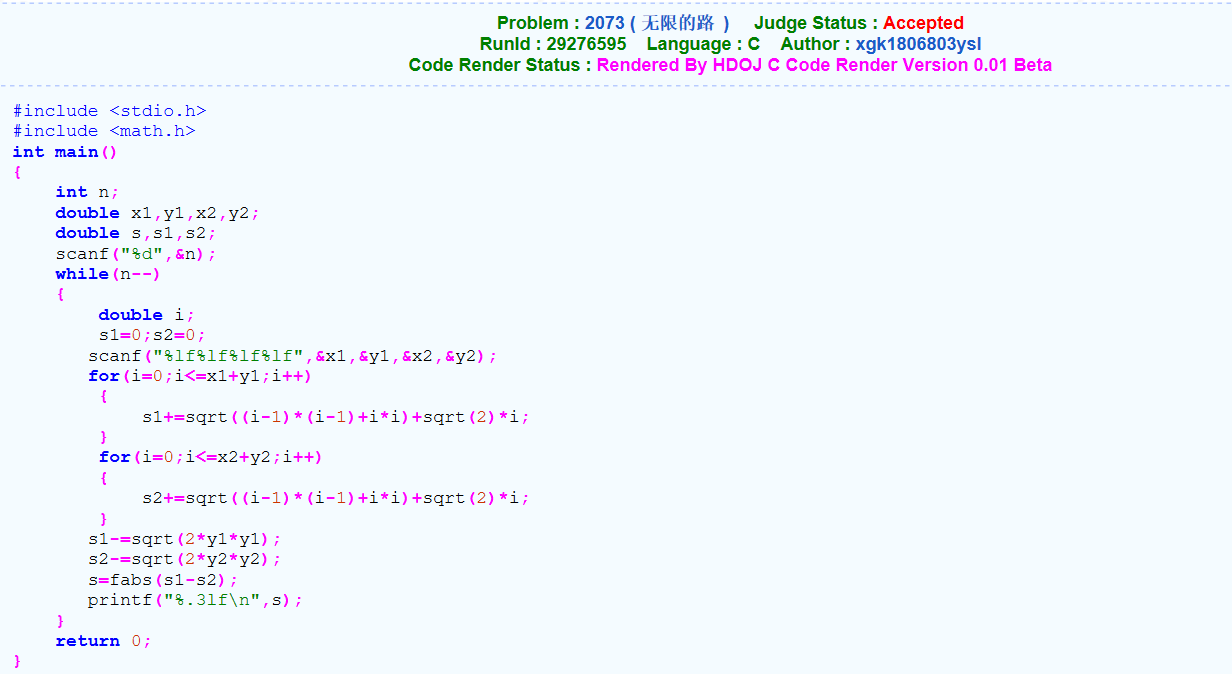 Problem : 2073 ( 无限的路 )     Judge Status : Accepted
RunId : 29276595    Language : C    Author : xgk1806803ysl
Code Render Status : Rendered By HDOJ C Code Render Version 0.01 Beta
#include <stdio.h>
#include <math.h>
int main()
{
    int n;
    double x1,y1,x2,y2;
    double s,s1,s2;
    scanf("%d",&n);
    while(n--)
    {
        double i;
        s1=0;s2=0;
       scanf("%lf%lf%lf%lf",&x1,&y1,&x2,&y2);
       for(i=0;i<=x1+y1;i++)
        {
            s1+=sqrt((i-1)*(i-1)+i*i)+sqrt(2)*i;
        }
        for(i=0;i<=x2+y2;i++)
        {
            s2+=sqrt((i-1)*(i-1)+i*i)+sqrt(2)*i;
        }
       s1-=sqrt(2*y1*y1);
       s2-=sqrt(2*y2*y2);
       s=fabs(s1-s2);
       printf("%.3lf\n",s);
    }
    return 0;
}